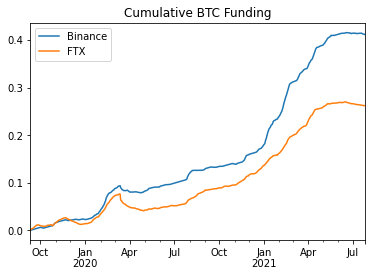 Cumulative BTC Funding
Binance
FTX
0.4
0.3
0.2
0.1
0.0
Oct Jan Apr Jul Oct Jan Apr Jul
2020 2021